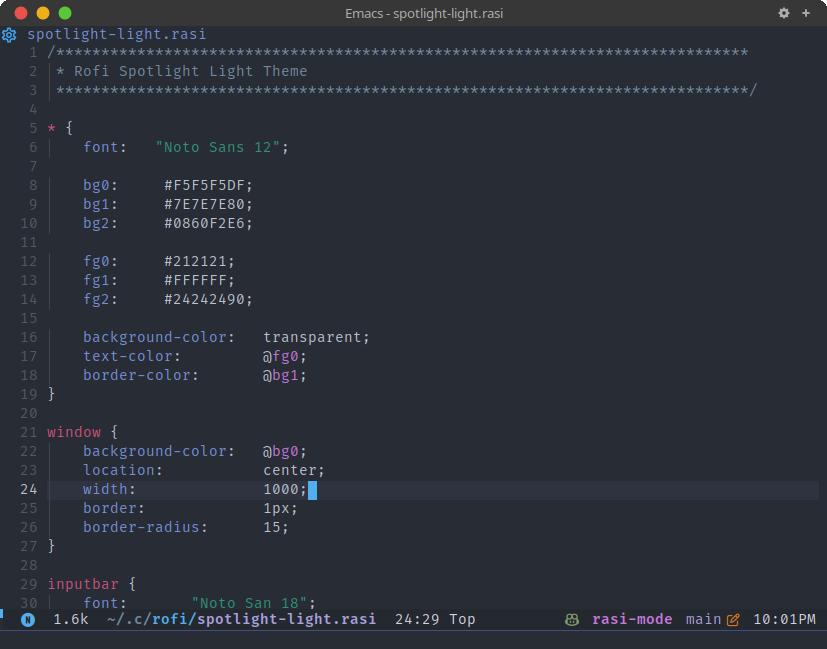 Emacs - spotlight-light.rasi
spotlight-light.rasi
1 /*****************************************************************************
2  * Rofi Spotlight Light Theme
3  *****************************************************************************/
4
5 * {
6     font:   "Noto Sans 12";
7
8     bg0:     #F5F5F5DF;
9     bg1:     #7E7E7E80;
10     bg2:     #0860F2E6;
11
12     fg0:     #212121;
13     fg1:     #FFFFFF;
14     fg2:     #24242490;
15
16     background-color:   transparent;
17     text-color:         @fg0;
18     border-color:       @bg1;
19 }
20
21 window {
22     background-color:   @bg0;
23     location:           center;
24     width:              1000;
25     border:             1px;
26     border-radius:      15;
27 }
28
29 inputbar {
30     font:       "Noto San 18";
N 1.6k ~/.c/rofi/spotlight-light.rasi 24:29 Top rasi-mode main 10:01PM